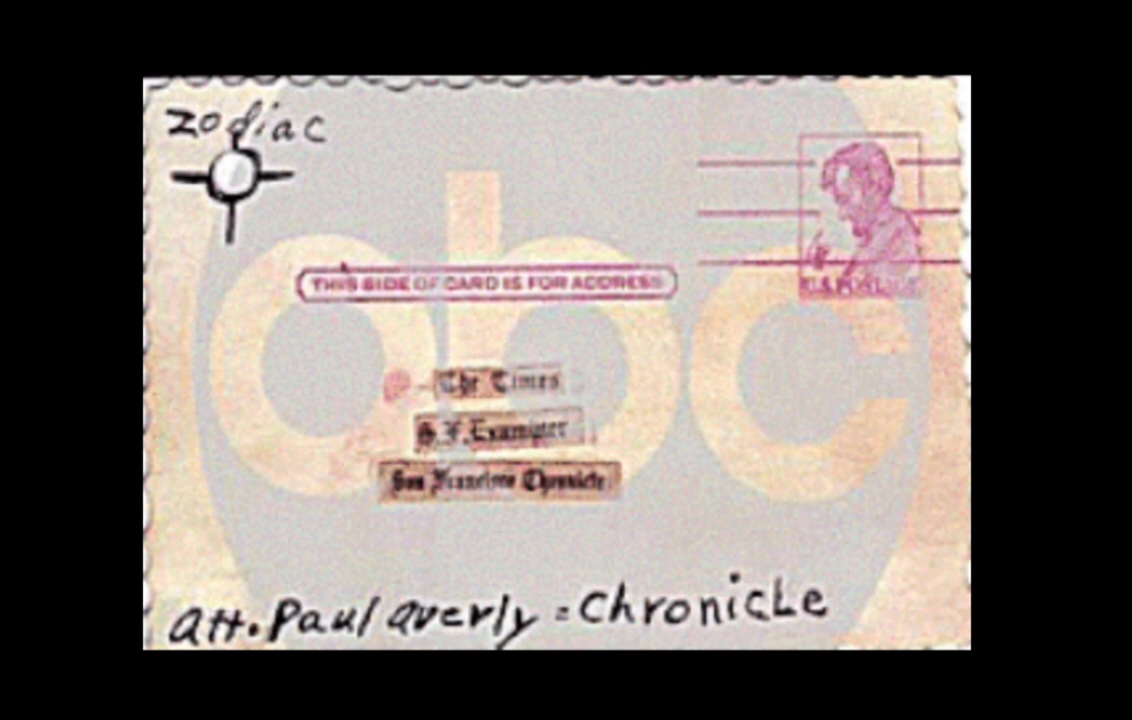 zodiac
abc
THIS SIDE OF CARD IS FOR ADDRESS
The Times
S.F. Examiner
San Francisco Chronicle
U.S. POSTAGE
att. Paul averly = Chronicle